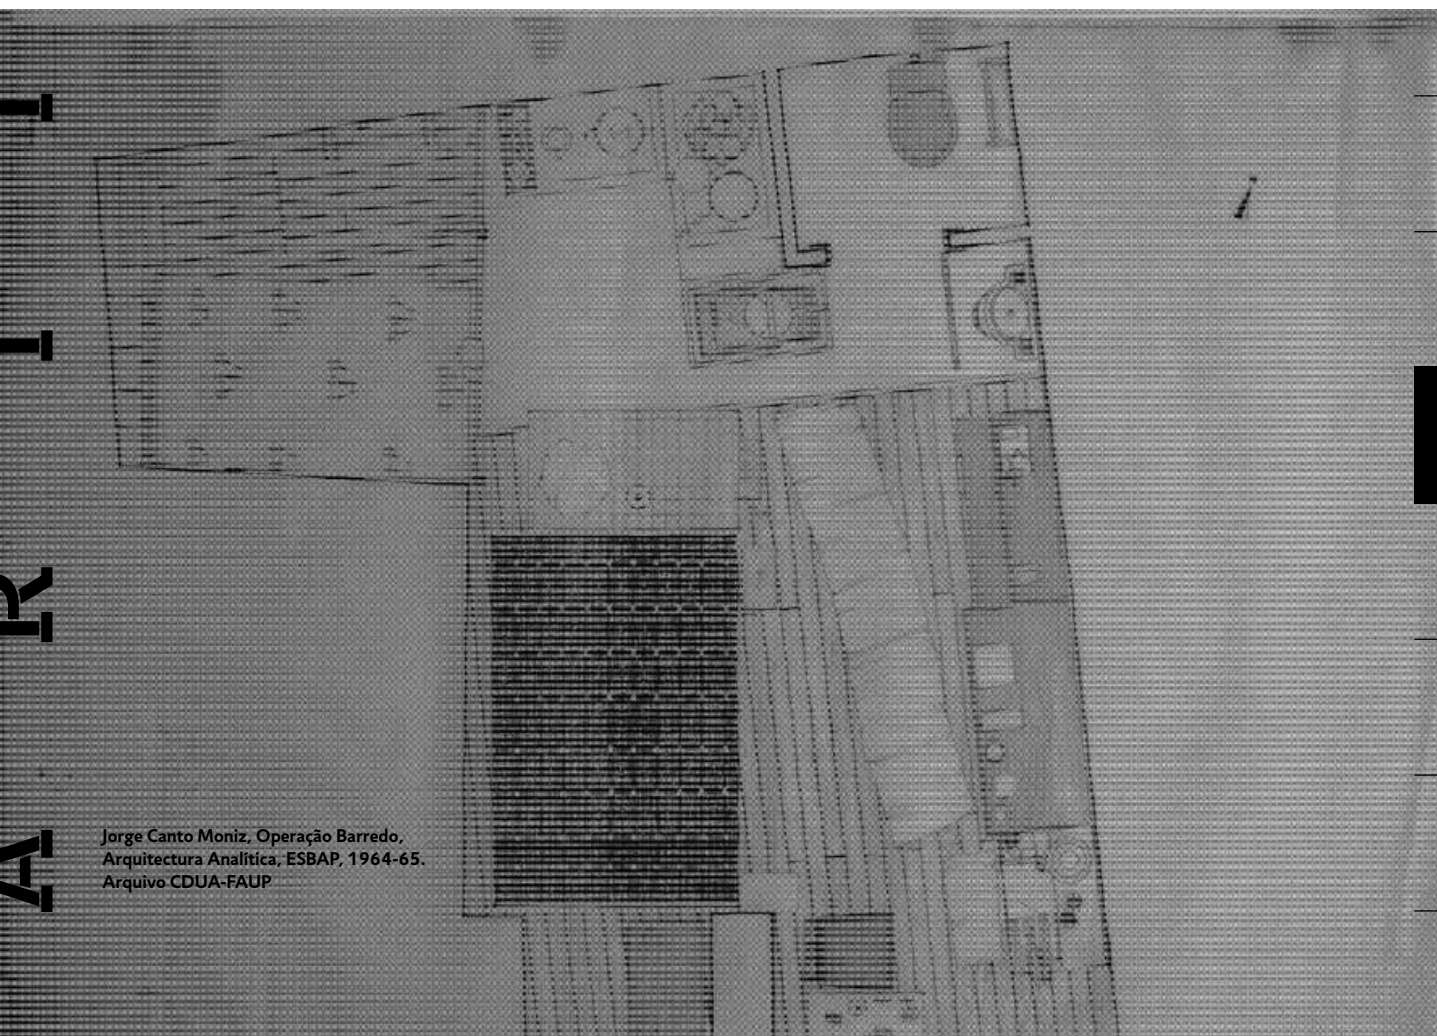 Jorge Canto Moniz, Operação Barredo,
Arquitectura Analítica, ESBAP, 1964-65.
Arquivo CDUA-FAUP